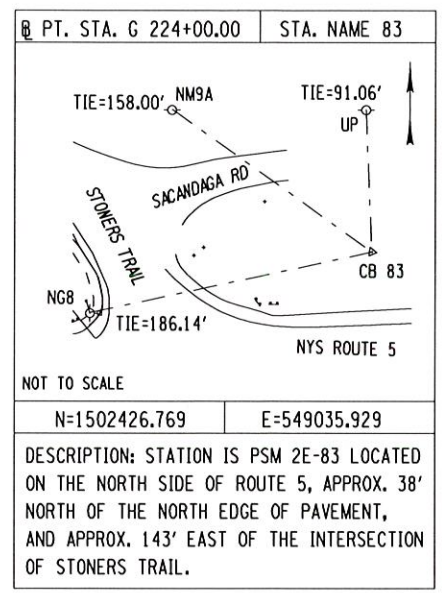 BL PT. STA. G 224+00.00 STA. NAME 83
TIE=158.00' NM9A
TIE=91.06'
UP
SACANDAGA RD
STONERS TRAIL
CB 83
NG8
TIE=186.14'
NYS ROUTE 5
NOT TO SCALE
N=1502426.769 E=549035.929
DESCRIPTION: STATION IS PSM 2E-83 LOCATED
ON THE NORTH SIDE OF ROUTE 5, APPROX. 38'
NORTH OF THE NORTH EDGE OF PAVEMENT,
AND APPROX. 143' EAST OF THE INTERSECTION
OF STONERS TRAIL.